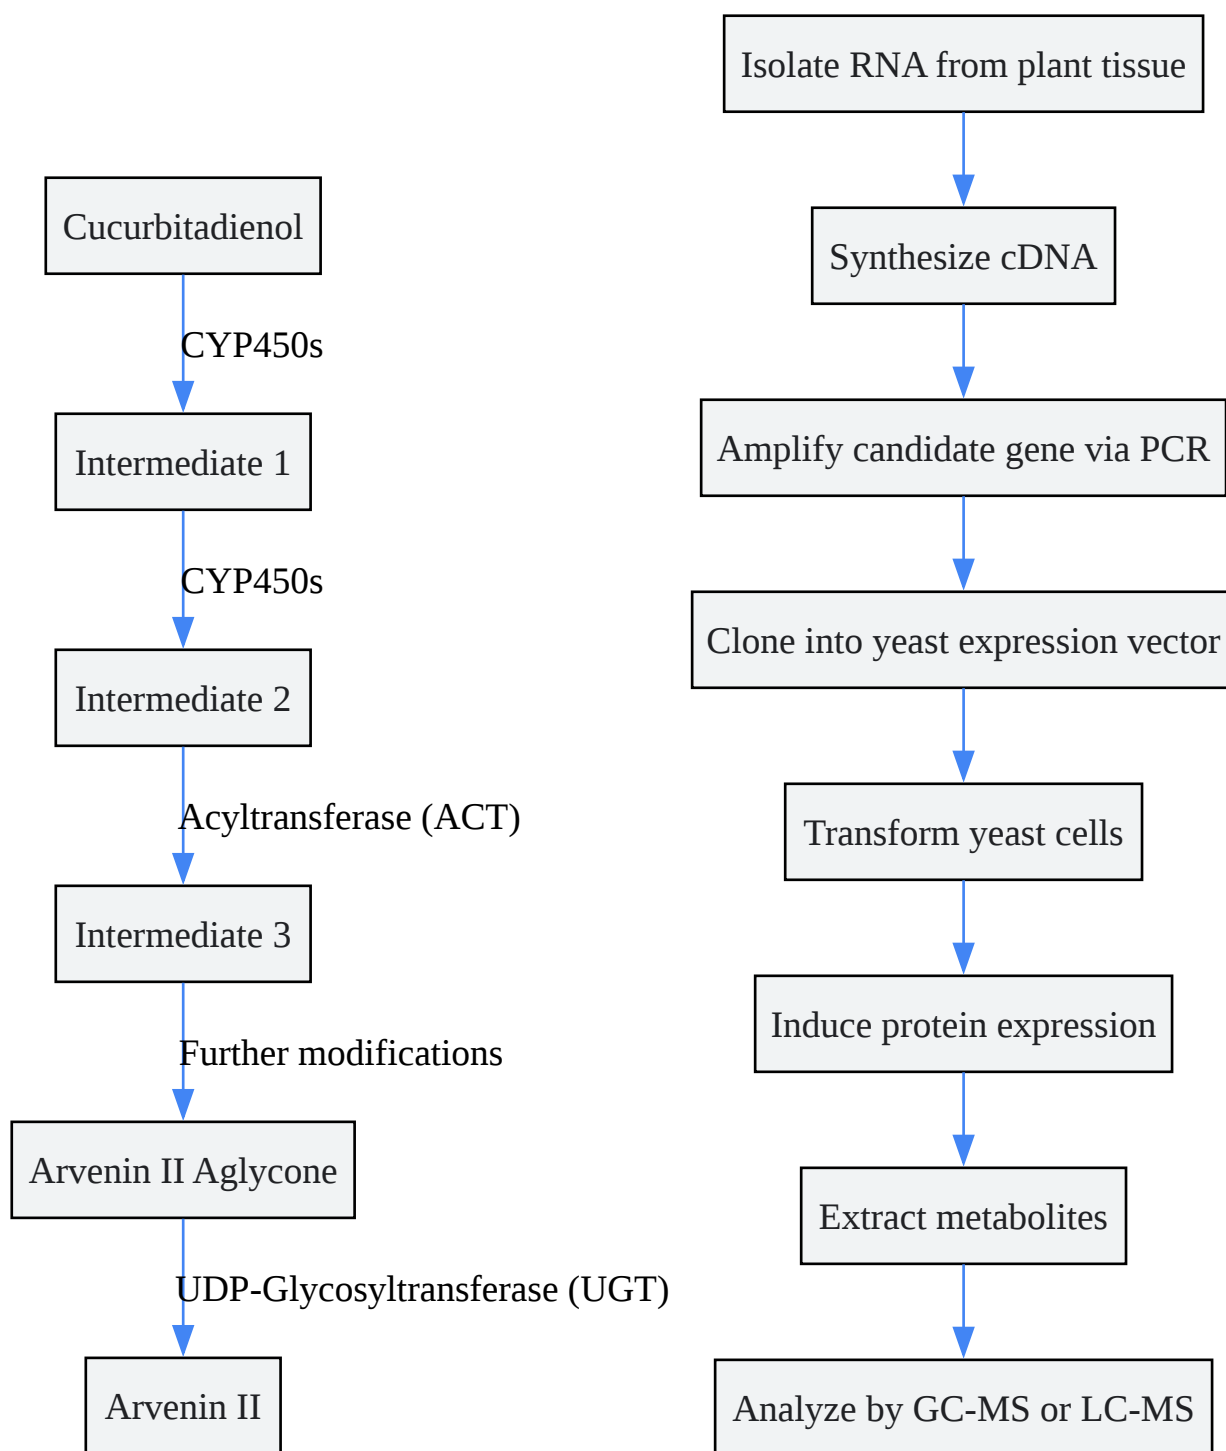 Cucurbitadienol
CYP450s
Intermediate 1
CYP450s
Intermediate 2
Acyltransferase (ACT)
Intermediate 3
Further modifications
Arvenin II Aglycone
UDP-Glycosyltransferase (UGT)
Arvenin II
Isolate RNA from plant tissue
Synthesize cDNA
Amplify candidate gene via PCR
Clone into yeast expression vector
Transform yeast cells
Induce protein expression
Extract metabolites
Analyze by GC-MS or LC-MS